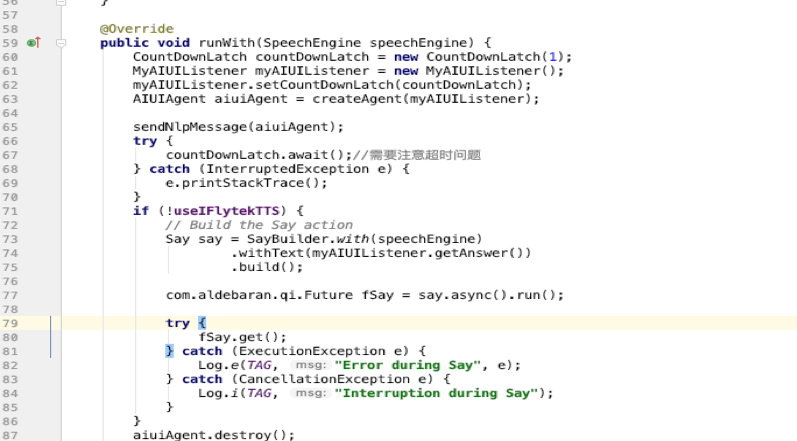 56 }
57
58 @Override
59 public void runWith(SpeechEngine speechEngine) {
60 CountDownLatch countDownLatch = new CountDownLatch(1);
61 MyAIUIListener myAIUIListener = new MyAIUIListener();
62 myAIUIListener.setCountDownLatch(countDownLatch);
63 AIUIAgent aiuiAgent = createAgent(myAIUIListener);
64
65 sendNlpMessage(aiuiAgent);
66 try {
67 countDownLatch.await();//需要注意超时问题
68 } catch (InterruptedException e) {
69 e.printStackTrace();
70 }
71 if (!useIFlytekTTS) {
72 // Build the Say action
73 Say say = SayBuilder.with(speechEngine)
74 .withText(myAIUIListener.getAnswer())
75 .build();
76
77 com.aldebaran.qi.Future fSay = say.async().run();
78
79 try {
80 fSay.get();
81 } catch (ExecutionException e) {
82 Log.e(TAG, msg: "Error during Say", e);
83 } catch (CancellationException e) {
84 Log.i(TAG, msg: "Interruption during Say");
85 }
86 }
87 aiuiAgent.destroy();